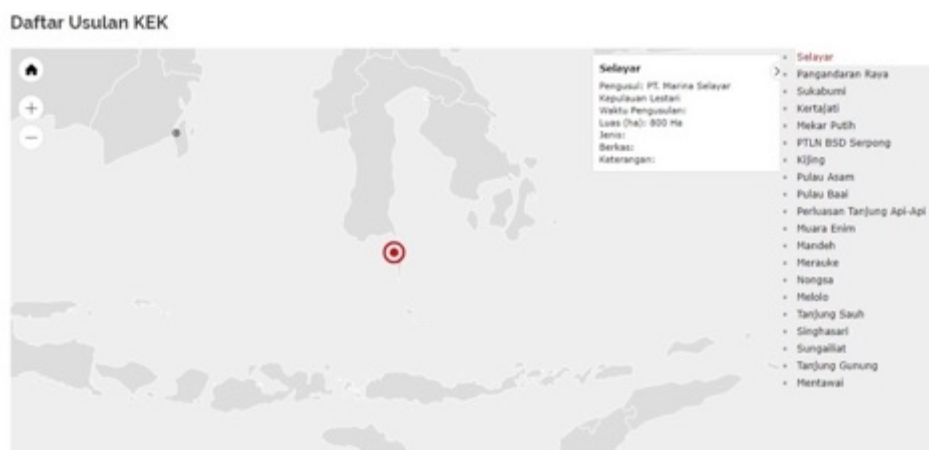 Daftar Usulan KEK
Selayar
Pengusul: PT. Marina Selayar
Kepulauan Lestari
Waktu Pengusulan:
Luas (ha): 800 Ha
Jenis:
Berkas:
Keterangan:
Selayar
Pangandaran Raya
Sukabumi
Kertajati
Mekar Putih
PTLN BSD Serpong
Kijing
Pulau Asam
Pulau Baai
Perluasan Tanjung Api-Api
Muara Enim
Mandeh
Merauke
Nongsa
Melolo
Tanjung Sauh
Singhasari
Sungailiat
Tanjung Gunung
Mentawai